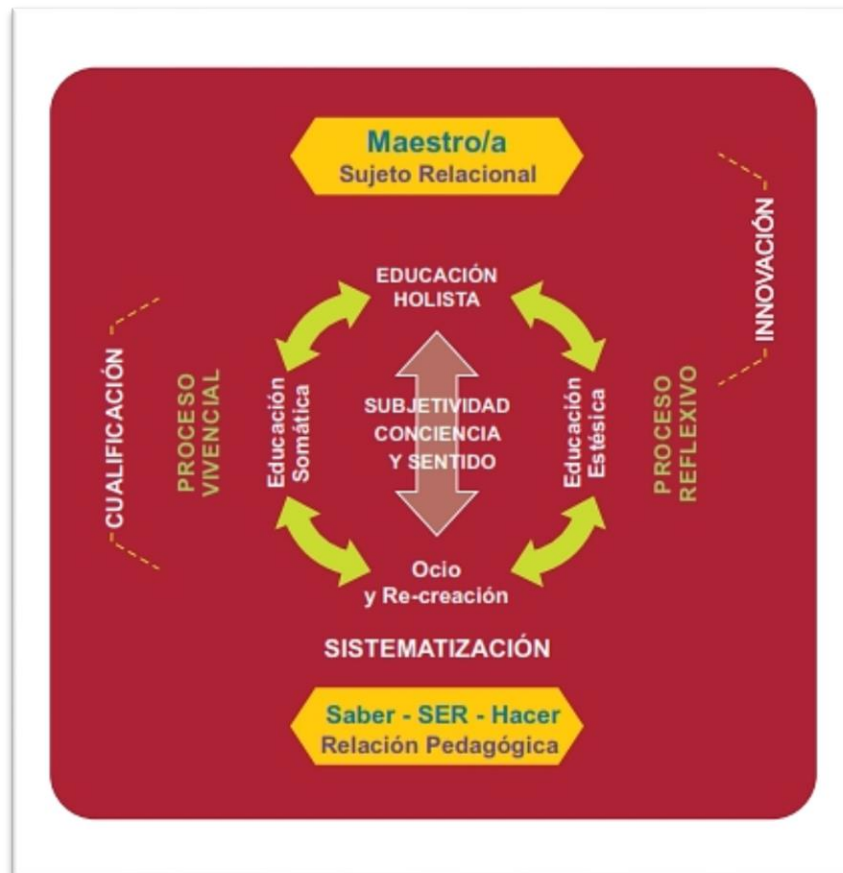 Maestro/a
Sujeto Relacional
INNOVACIÓN
EDUCACIÓN
HOLISTA
CUALIFICACIÓN
PROCESO
VIVENCIAL
Educación
Somática
SUBJETIVIDAD
CONCIENCIA
Y SENTIDO
Educación
Estésica
PROCESO
REFLEXIVO
Ocio
y Re-creación
SISTEMATIZACIÓN
Saber - SER - Hacer
Relación Pedagógica